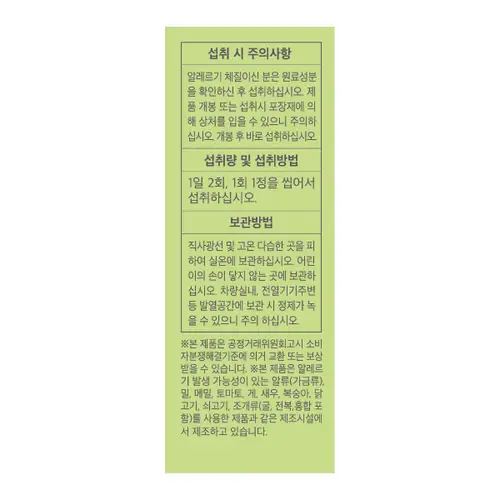 섭취 시 주의사항
알레르기 체질이신 분은 원료성분
을 확인하신 후 섭취하십시오. 제
품 개봉 또는 섭취시 포장재에 의
해 상처를 입을 수 있으니 주의하
십시오. 개봉 후 바로 섭취하십시오.
섭취량 및 섭취방법
1일 2회, 1회 1정을 씹어서
섭취하십시오.
보관방법
직사광선 및 고온 다습한 곳을 피
하여 실온에 보관하십시오. 어린
이의 손이 닿지 않는 곳에 보관하
십시오. 차량실내, 전열기기주변
등 발열공간에 보관 시 정제가 녹
을 수 있으니 주의 하십시오.
※본 제품은 공정거래위원회고시 소비
자분쟁해결기준에 의거 교환 또는 보상
받을 수 있습니다. ※본 제품은 알레르
기 발생 가능성이 있는 알류(가금류),
밀, 메밀, 토마토, 게, 새우, 복숭아, 닭
고기, 쇠고기, 조개류(굴, 전복,홍합 포
함)를 사용한 제품과 같은 제조시설에
서 제조하고 있습니다.